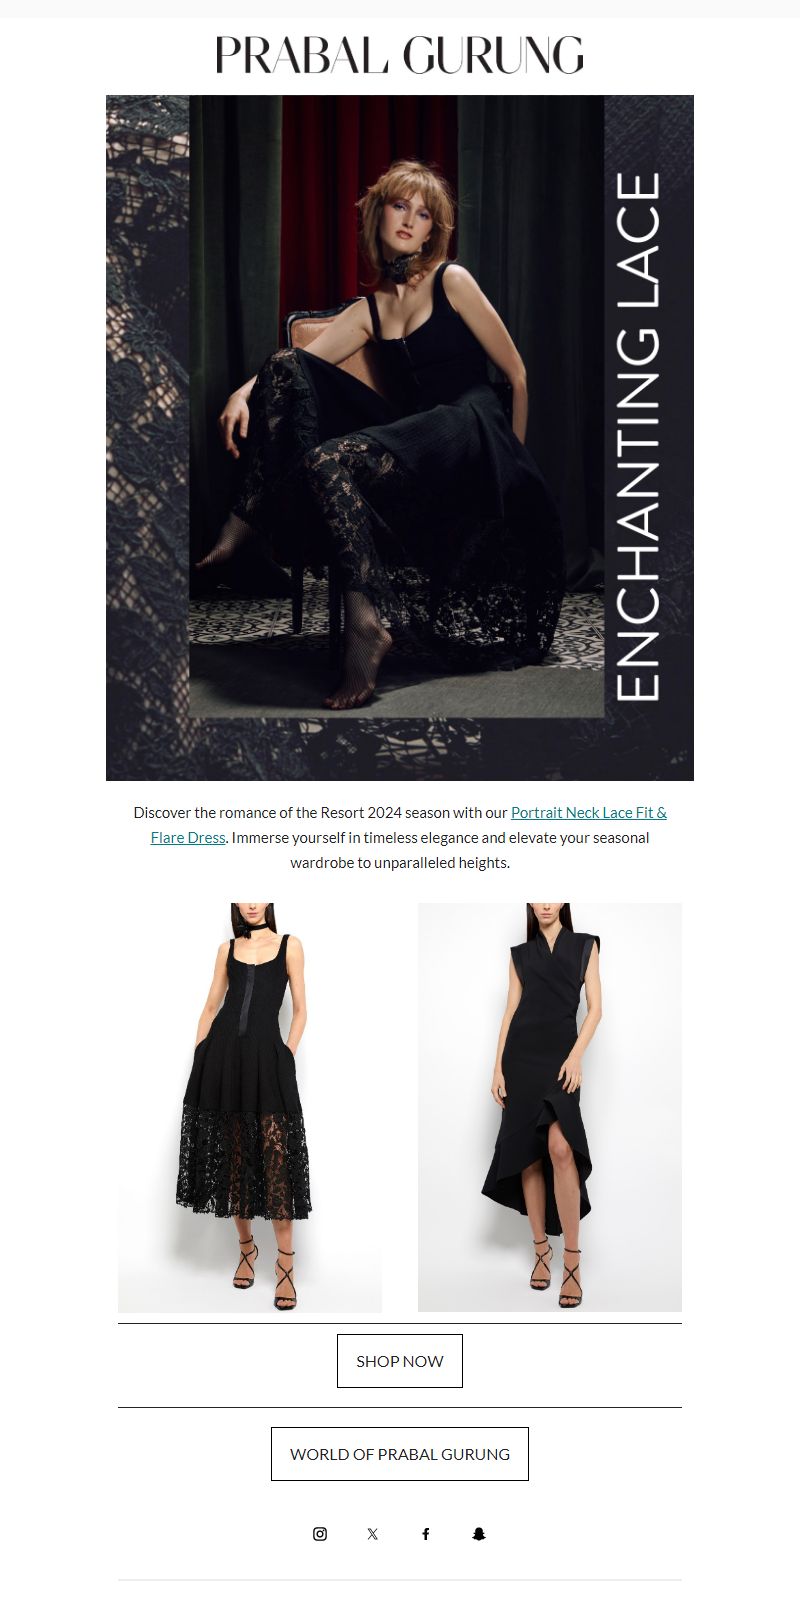 PRABAL GURUNG
ENCHANTING LACE
Discover the romance of the Resort 2024 season with our Portrait Neck Lace Fit &
Flare Dress. Immerse yourself in timeless elegance and elevate your seasonal
wardrobe to unparalleled heights.
SHOP NOW
WORLD OF PRABAL GURUNG